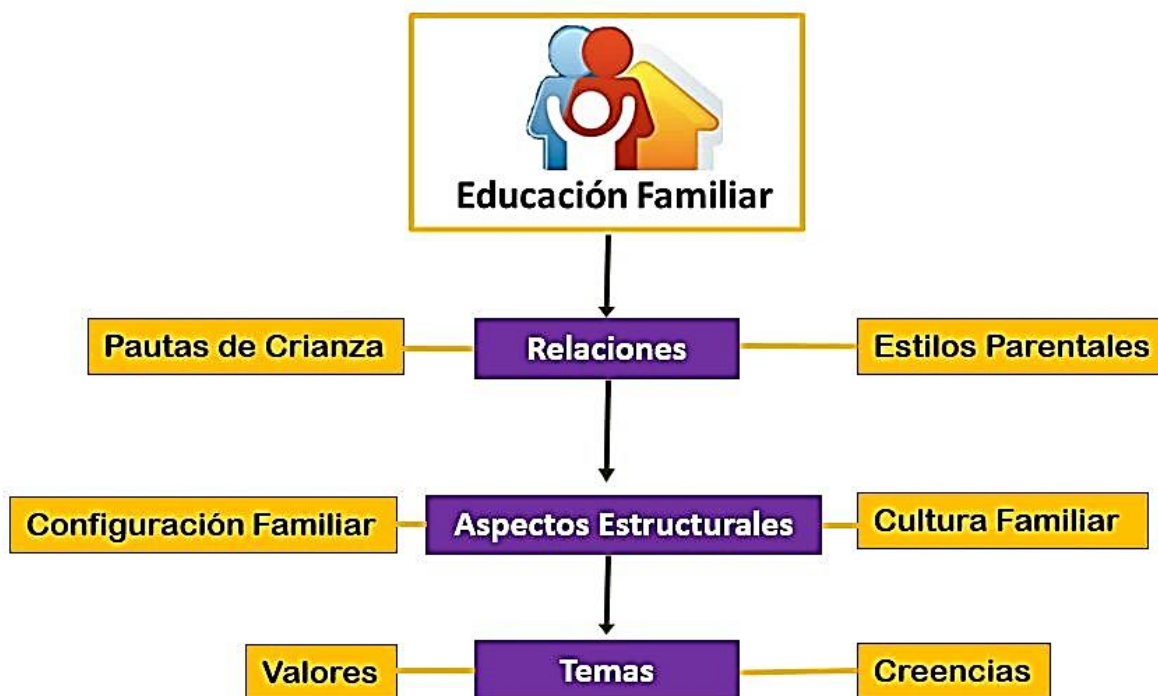 Educación Familiar
Pautas de Crianza
Relaciones
Estilos Parentales
Configuración Familiar
Aspectos Estructurales
Cultura Familiar
Valores
Temas
Creencias